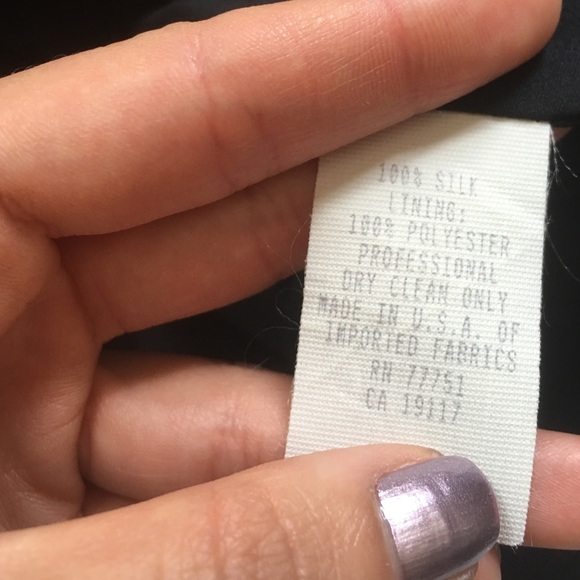 100% SILK
LINING:
100% POLYESTER
PROFESSIONAL
DRY CLEAN ONLY
MADE IN U.S.A. OF
IMPORTED FABRICS
RN 77751
CA 19117